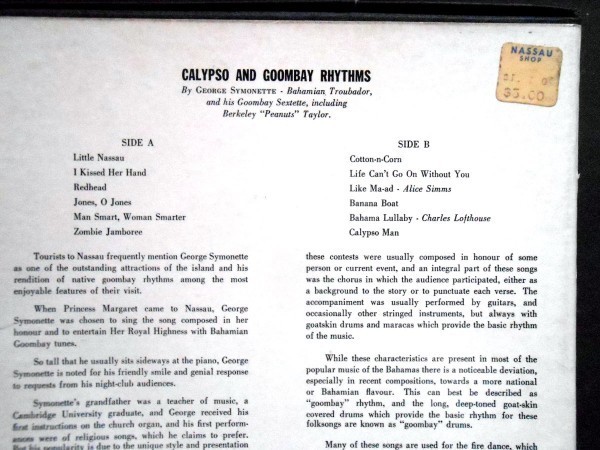 NASSAU
SHOP
$5.00
CALYPSO AND GOOMBAY RHYTHMS
By GEORGE SYMONETTE - Bahamian Troubador,
and his Goombay Sextette, including
Berkeley "Peanuts" Taylor.
SIDE A
Little Nassau
I Kissed Her Hand
Redhead
Jones, O Jones
Man Smart, Woman Smarter
Zombie Jamboree
SIDE B
Cotton-n-Corn
Life Can't Go On Without You
Like Ma-ad - Alice Simms
Banana Boat
Bahama Lullaby - Charles Lofthouse
Calypso Man
Tourists to Nassau frequently mention George Symonette
as one of the outstanding attractions of the island and his
rendition of native goombay rhythms among the most
enjoyable features of their visit.
When Princess Margaret came to Nassau, George
Symonette was chosen to sing the song composed in her
honour and to entertain Her Royal Highness with Bahamian
Goombay tunes.
So tall that he usually sits sideways at the piano, George
Symonette is noted for his friendly smile and genial response
to requests from his night-club audiences.
Symonette's grandfather was a teacher of music, a
Cambridge University graduate, and George received his
first instructions on the church organ, and his first perform-
ances were of religious songs, which he claims to prefer.
But his popularity is due to the unique style and presentation
these contests were usually composed in honour of some
person or current event, and an integral part of these songs
was the chorus in which the audience participated, either as
a background to the story or to punctuate each verse. The
accompaniment was usually performed by guitars, and
occasionally other stringed instruments, but always with
goatskin drums and maracas which provide the basic rhythm
of the music.
While these characteristics are present in most of the
popular music of the Bahamas there is a noticeable deviation,
especially in recent compositions, towards a more national
or Bahamian flavour. This can best be described as
"goombay" rhythm, and the long, deep-toned goat-skin
covered drums which provide the basic rhythm for these
folksongs are known as "goombay" drums.
Many of these songs are used for the fire dance, which